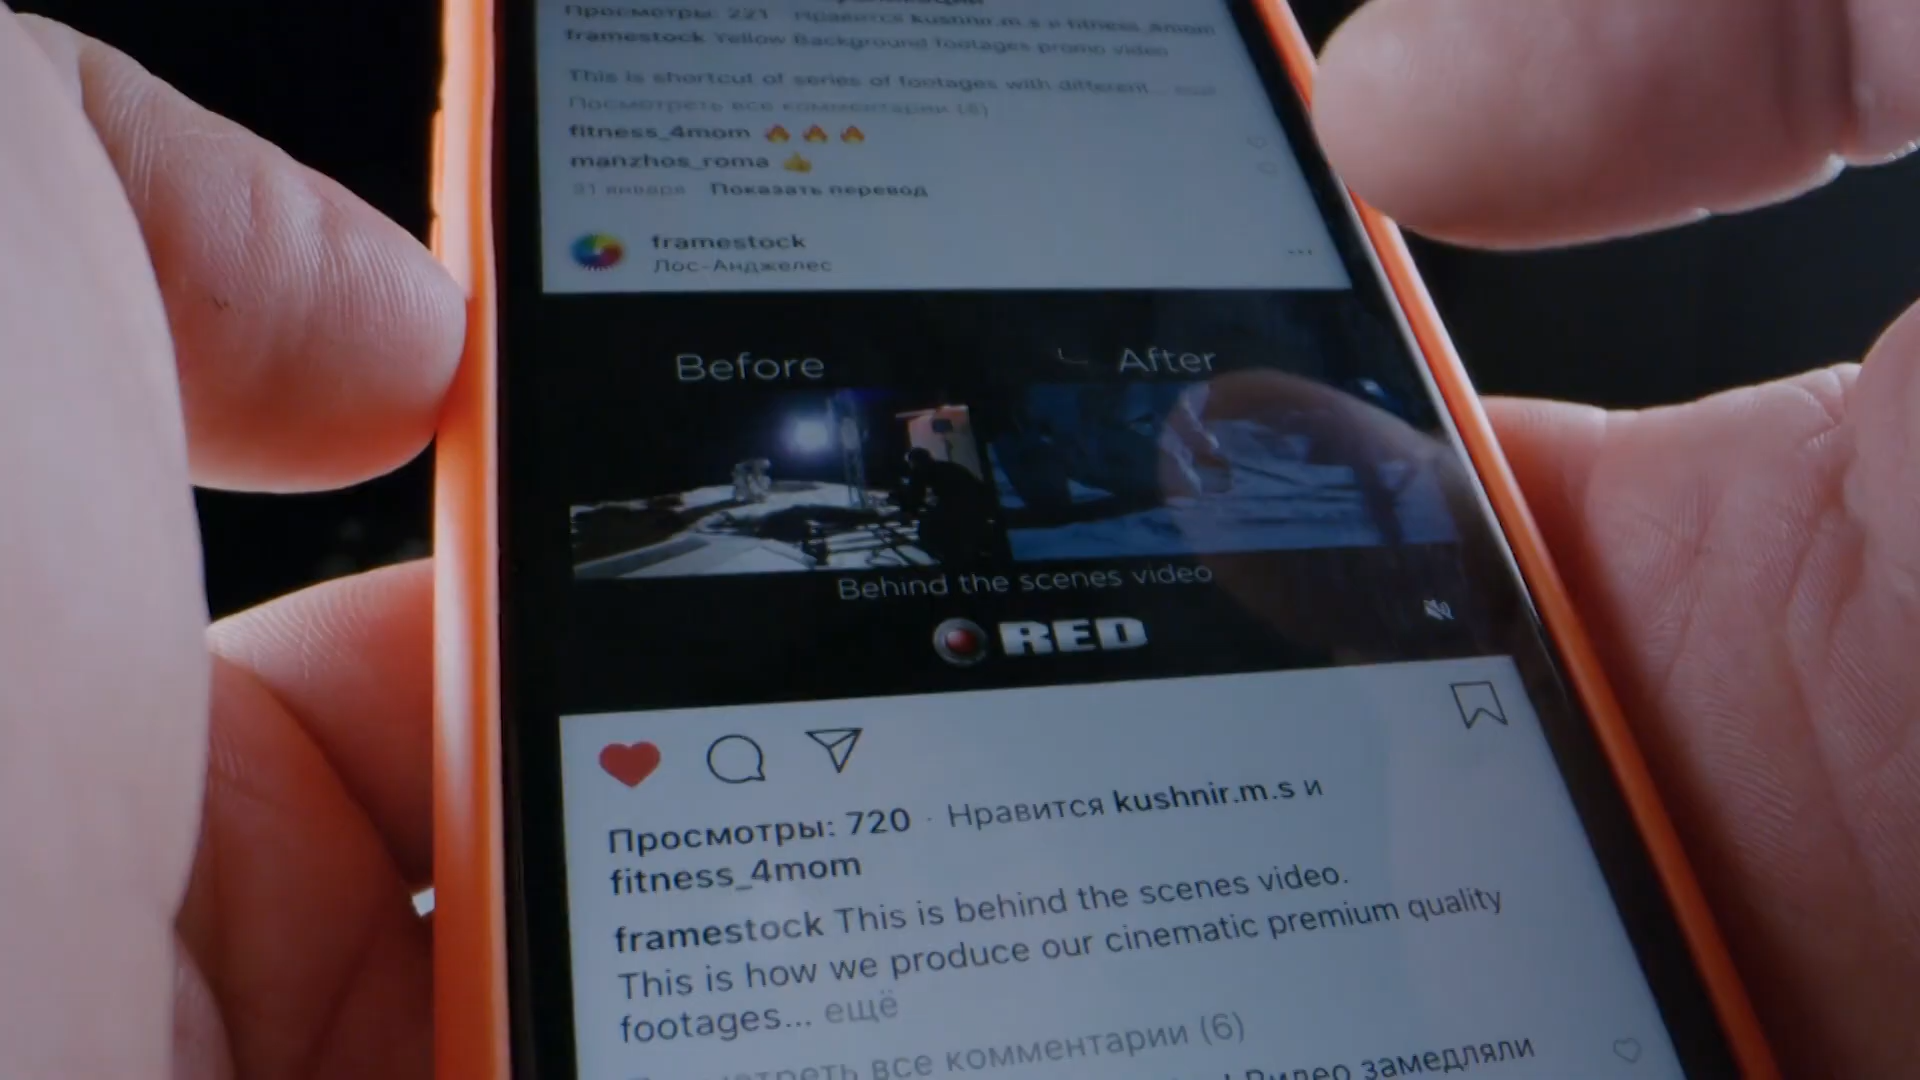 Просмотры: 221 · Нравится kushnir.m.s и fitness_4mom
framestock Yellow Background footages promo video
This is shortcut of series of footages with different... ещё
Посмотреть все комментарии (6)
fitness_4mom 🔥🔥🔥
manzhos_roma 👍
31 января Показать перевод
framestock
Лос-Анджелес
Before
After
Behind the scenes video
RED
Просмотры: 720 · Нравится kushnir.m.s и
fitness_4mom
framestock This is behind the scenes video.
This is how we produce our cinematic premium quality
footages... ещё
все комментарии (6)
Видео замедляли